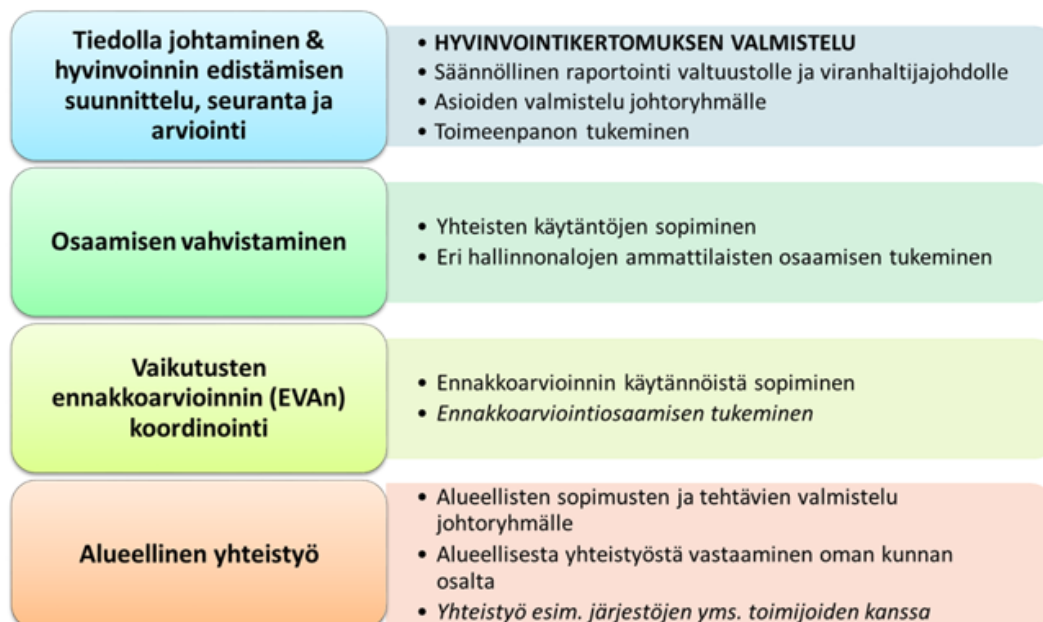 Tiedolla johtaminen &
hyvinvoinnin edistämisen
suunnittelu, seuranta ja
arviointi
• HYVINVOINTIKERTOMUKSEN VALMISTELU
• Säännöllinen raportointi valtuustolle ja viranhaltijajohdolle
• Asioiden valmistelu johtoryhmälle
• Toimeenpanon tukeminen
Osaamisen vahvistaminen
• Yhteisten käytäntöjen sopiminen
• Eri hallinnonalojen ammattilaisten osaamisen tukeminen
Vaikutusten
ennakkoarvioinnin (EVAn)
koordinointi
• Ennakkoarvioinnin käytännöistä sopiminen
• Ennakkoarviointiosaamisen tukeminen
Alueellinen yhteistyö
• Alueellisten sopimusten ja tehtävien valmistelu
johtoryhmälle
• Alueellisesta yhteistyöstä vastaaminen oman kunnan
osalta
• Yhteistyö esim. järjestöjen yms. toimijoiden kanssa